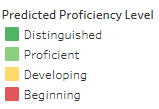 Predicted Proficiency Level
Distinguished
Proficient
Developing
Beginning